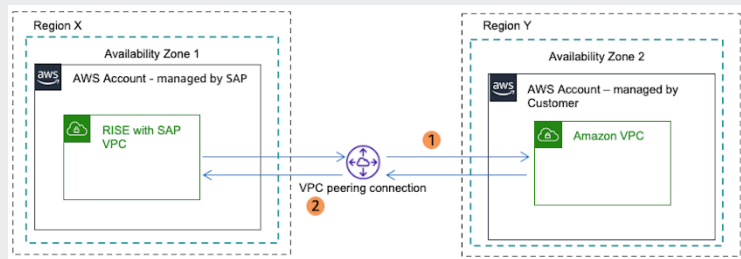 Region X
Availability Zone 1
aws
AWS Account - managed by SAP
RISE with SAP
VPC
1
VPC peering connection
2
Region Y
Availability Zone 2
aws
AWS Account – managed by
Customer
Amazon VPC